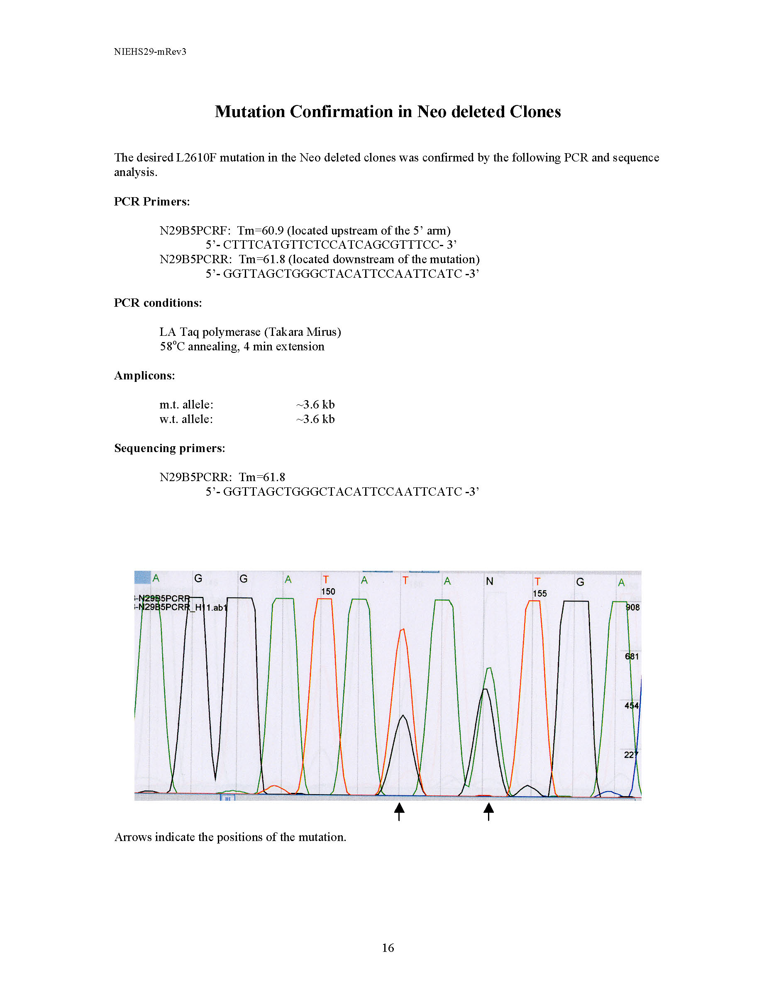 NIEHS29-mRev3
Mutation Confirmation in Neo deleted Clones
The desired L2610F mutation in the Neo deleted clones was confirmed by the following PCR and sequence
analysis.
PCR Primers:
N29B5PCRF: Tm=60.9 (located upstream of the 5’ arm)
5’- CTTTCATGTTCTCCATCAGCGTTTCC- 3’
N29B5PCRR: Tm=61.8 (located downstream of the mutation)
5’- GGTTAGCTGGGCTACATTCCAATTCATC -3’
PCR conditions:
LA Taq polymerase (Takara Mirus)
58°C annealing, 4 min extension
Amplicons:
m.t. allele: ~3.6 kb
w.t. allele: ~3.6 kb
Sequencing primers:
N29B5PCRR: Tm=61.8
5’- GGTTAGCTGGGCTACATTCCAATTCATC -3’
A G G A T A T A N T G A
150 155
-N29B5PCRR
-N29B5PCRR_H11.ab1
908
681
454
227
Arrows indicate the positions of the mutation.
16